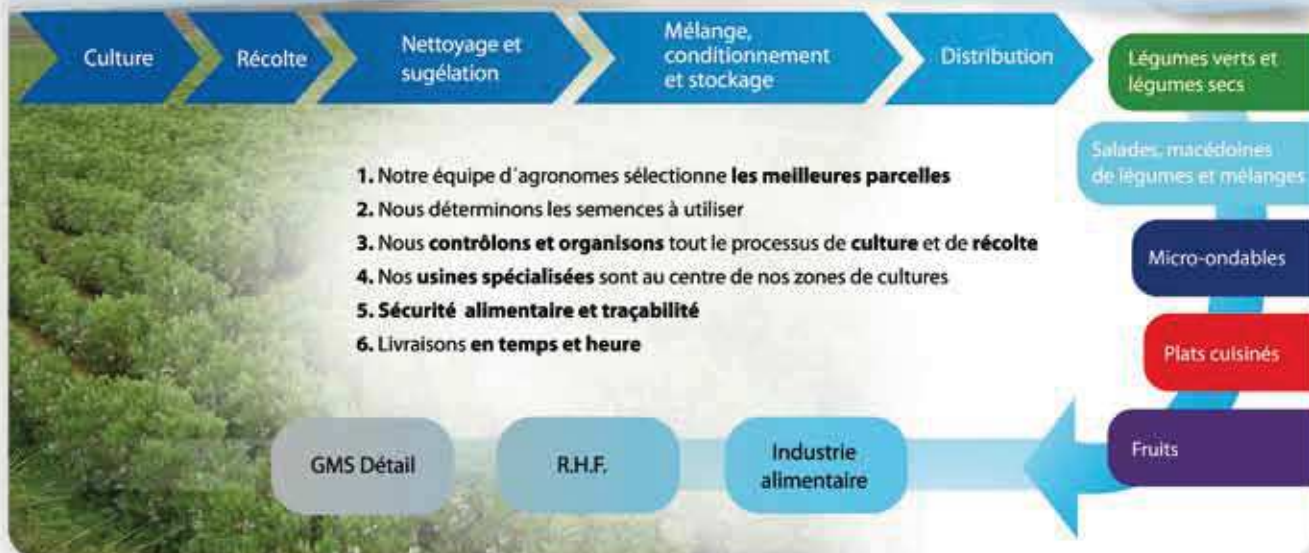 Culture
Récolte
Nettoyage et
sugélation
Mélange,
conditionnement
et stockage
Distribution
Légumes verts et
légumes secs
Salades, macédoines
de légumes et mélanges
Micro-ondables
Plats cuisinés
Fruits
1. Notre équipe d´agronomes sélectionne les meilleures parcelles
2. Nous déterminons les semences à utiliser
3. Nous contrôlons et organisons tout le processus de culture et de récolte
4. Nos usines spécialisées sont au centre de nos zones de cultures
5. Sécurité alimentaire et traçabilité
6. Livraisons en temps et heure
GMS Détail
R.H.F.
Industrie
alimentaire